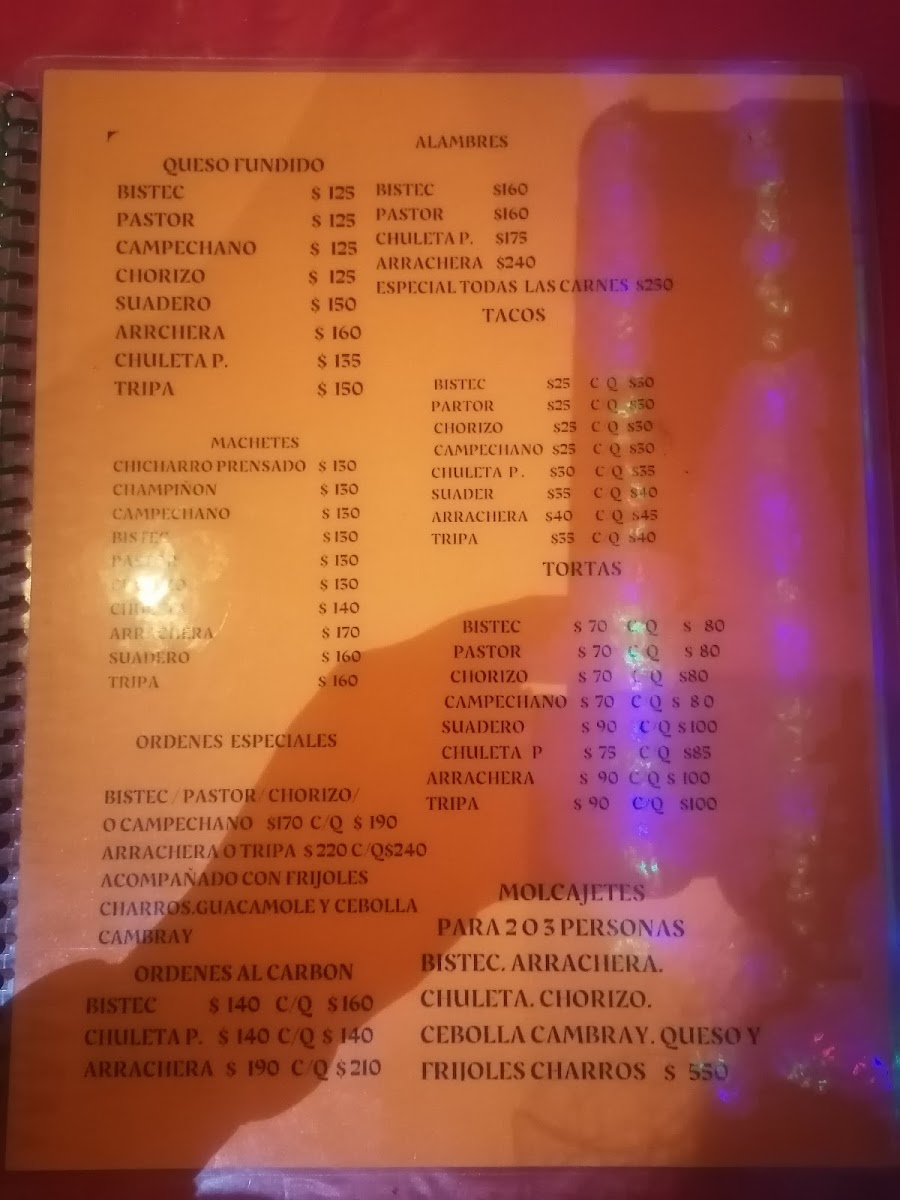 QUESO FUNDIDO
BISTEC $ 125
PASTOR $ 125
CAMPECHANO $ 125
CHORIZO $ 125
SUADERO $ 150
ARRCHERA $ 160
CHULETA P. $ 135
TRIPA $ 150
MACHETES
CHICHARRO PRENSADO $ 130
CHAMPIÑON $ 130
CAMPECHANO $ 130
BISTEC $130
PASTOR $ 130
$ 130
$ 140
ARRACHERA $ 170
SUADERO $ 160
TRIPA $ 160
ORDENES ESPECIALES
BISTEC / PASTOR/ CHORIZO/
O CAMPECHANO $170 C/Q $ 190
ARRACHERA O TRIPA $ 220 C/Q$240
ACOMPAÑADO CON FRIJOLES
CHARROS.GUACAMOLE Y CEBOLLA
CAMBRAY
ORDENES AL CARBON
BISTEC $ 140 C/Q $160
CHULETA P. $ 140 C/Q $ 140
ARRACHERA $ 190 C/Q $ 210
ALAMBRES
BISTEC $160
PASTOR $160
CHULETA P. $175
ARRACHERA $240
ESPECIAL TODAS LAS CARNES $250
TACOS
BISTEC $25 C Q $30
PARTOR $25 C Q $30
CHORIZO $25 C Q $30
CAMPECHANO $25 C Q $30
CHULETA P. $30 C Q $35
SUADER $35 C Q $40
ARRACHERA $40 C Q $45
TRIPA $35 C Q $40
TORTAS
BISTEC $ 70 C Q $ 80
PASTOR $ 70 C Q $ 80
CHORIZO $ 70 C Q $80
CAMPECHANO $ 70 C Q $ 80
SUADERO $ 90 C/Q $100
CHULETA P $ 75 C Q $85
ARRACHERA $ 90 C Q $ 100
TRIPA $ 90 C/Q $100
MOLCAJETES
PARA 2 O 3 PERSONAS
BISTEC. ARRACHERA.
CHULETA. CHORIZO.
CEBOLLA CAMBRAY. QUESO Y
FRIJOLES CHARROS $ 550